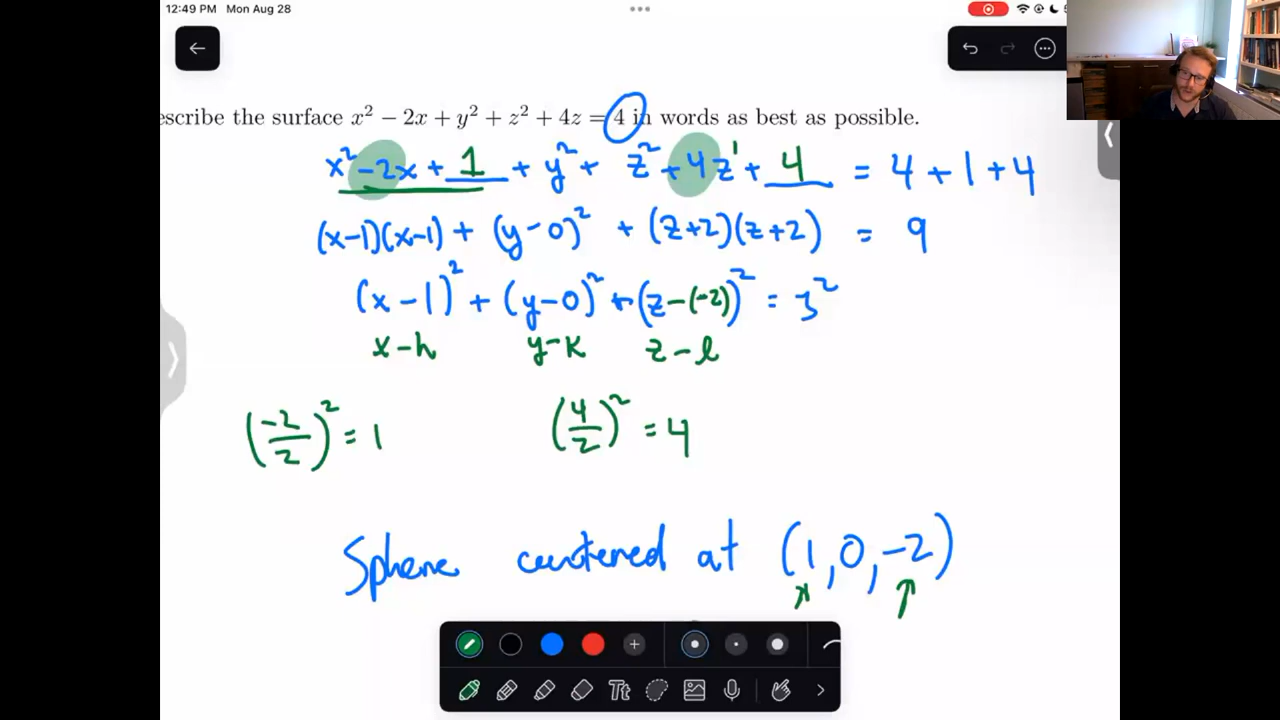 12:49 PM Mon Aug 28
escribe the surface x² − 2x + y² + z² + 4z = 4 in words as best as possible.
x² -2x + 1 + y² + z² + 4z' + 4 = 4 + 1 + 4
(x-1)(x-1) + (y-0)² + (z+2)(z+2) = 9
(x-1)² + (y-0)² + (z-(-2))² = 3²
x-h y-k z-l
(-2/2)² = 1 (4/2)² = 4
Sphere centered at (1, 0, -2)
Tt